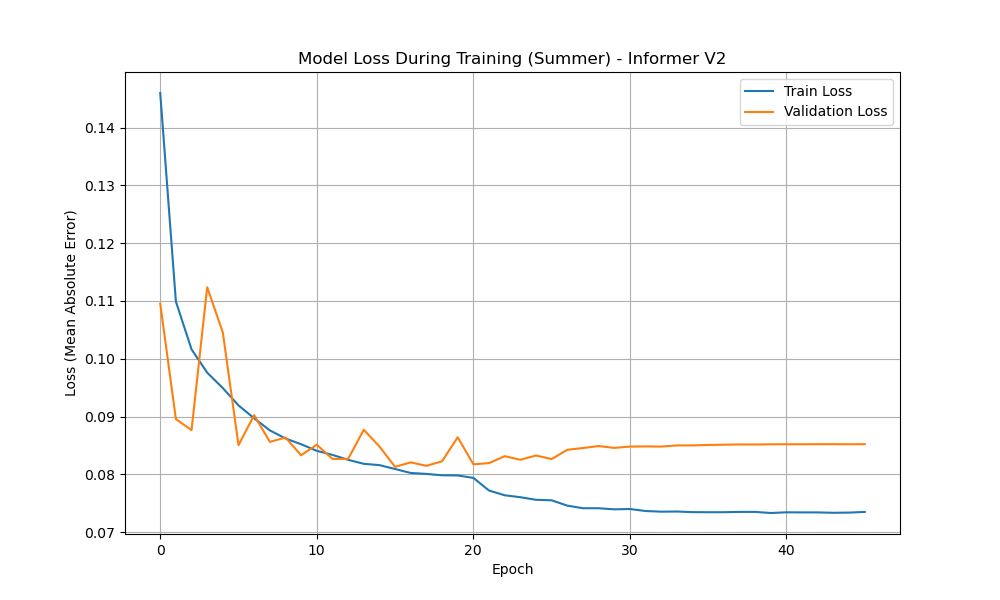 Model Loss During Training (Summer) - Informer V2
Train Loss
Validation Loss
Loss (Mean Absolute Error)
0.14
0.13
0.12
0.11
0.10
0.09
0.08
0.07
0 10 20 30 40
Epoch